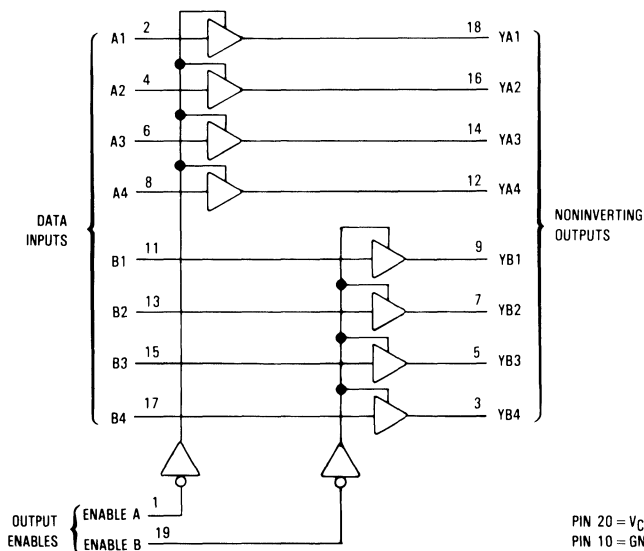 A1 2 18 YA1
A2 4 16 YA2
A3 6 14 YA3
A4 8 12 YA4
DATA
INPUTS
NONINVERTING
OUTPUTS
B1 11 9 YB1
B2 13 7 YB2
B3 15 5 YB3
B4 17 3 YB4
OUTPUT
ENABLES
ENABLE A 1
ENABLE B 19
PIN 20 = VC
PIN 10 = GN